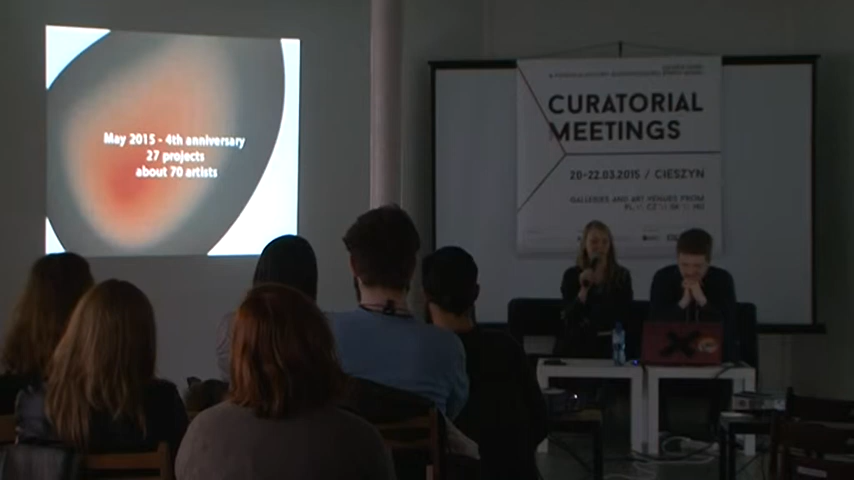 May 2015 - 4th anniversary
27 projects
about 70 artists
CURATORIAL
MEETINGS
20-22.03.2015 / CIESZYN
GALLERIES AND ART VENUES FROM